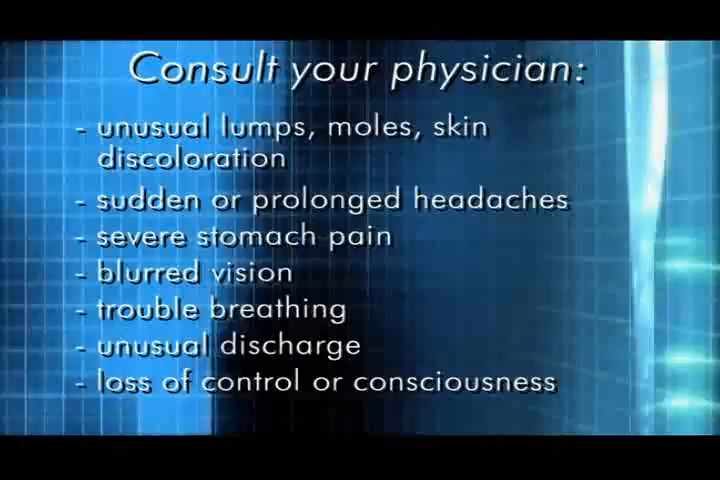 Consult your physician:
- unusual lumps, moles, skin
discoloration
- sudden or prolonged headaches
- severe stomach pain
- blurred vision
- trouble breathing
- unusual discharge
- loss of control or consciousness